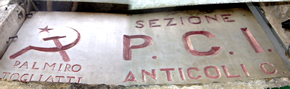 SEZIONE
P.C.I.
ANTICOLI C
PALMIRO
TOGLIATTI